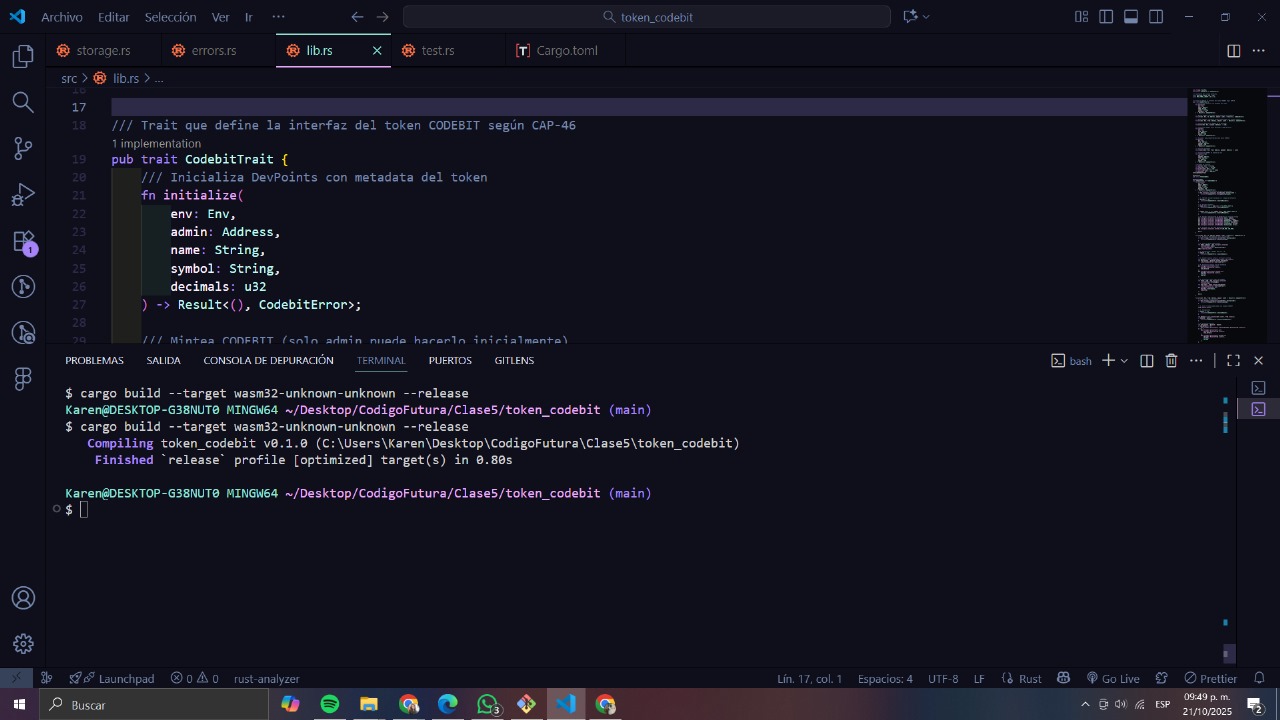 Archivo Editar Selección Ver Ir ··· token_codebit
storage.rs errors.rs lib.rs test.rs [T] Cargo.toml
src > lib.rs > ...
16
17
18 /// Trait que define la interfaz del token CODEBIT segun CAP-46
1 implementation
19 pub trait CodebitTrait {
20 /// Inicializa DevPoints con metadata del token
21 fn initialize(
22 env: Env,
23 admin: Address,
24 name: String,
25 symbol: String,
26 decimals: u32
27 ) -> Result<(), CodebitError>;
28
29 /// Mintea CODEBIT (solo admin puede hacerlo inicialmente)
PROBLEMAS SALIDA CONSOLA DE DEPURACIÓN TERMINAL PUERTOS GITLENS bash
$ cargo build --target wasm32-unknown-unknown --release
Karen@DESKTOP-G38NUT0 MINGW64 ~/Desktop/CodigoFutura/Clase5/token_codebit (main)
$ cargo build --target wasm32-unknown-unknown --release
Compiling token_codebit v0.1.0 (C:\Users\Karen\Desktop\CodigoFutura\Clase5\token_codebit)
Finished `release` profile [optimized] target(s) in 0.80s
Karen@DESKTOP-G38NUT0 MINGW64 ~/Desktop/CodigoFutura/Clase5/token_codebit (main)
$
1
Launchpad 0 0 rust-analyzer Lín. 17, col. 1 Espacios: 4 UTF-8 LF Rust Go Live Prettier
Buscar 3 ESP 09:49 p. m.
21/10/2025 2